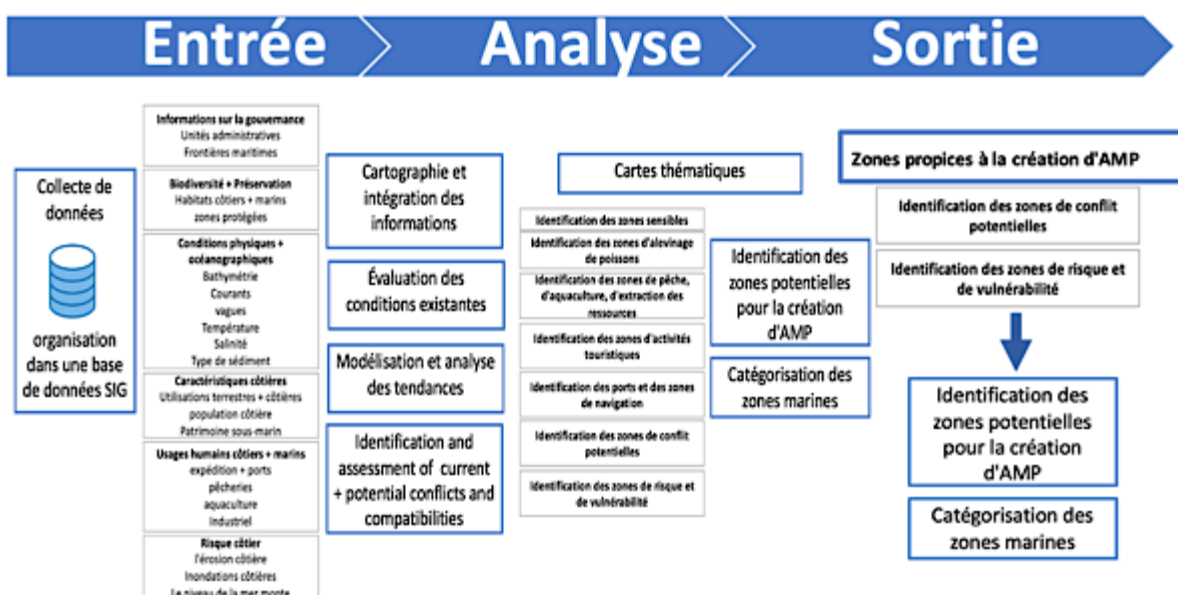 Entrée
Analyse
Sortie
Collecte de
données
organisation
dans une base
de données SIG
Informations sur la gouvernance
Unités administratives
Frontières maritimes
Biodiversité + Préservation
Habitats côtiers + marins
zones protégées
Conditions physiques +
océanographiques
Bathymétrie
Courants
vagues
Température
Salinité
Type de sédiment
Caractéristiques côtières
Utilisations terrestres + côtières
population côtière
Patrimoine sous-marin
Usages humains côtiers + marins
expédition + ports
pêcheries
aquaculture
Industriel
Risque côtier
l'érosion côtière
Inondations côtières
Le niveau de la mer monte
Cartographie et
intégration des
informations
Évaluation des
conditions existantes
Modélisation et analyse
des tendances
Identification and
assessment of current
+ potential conflicts and
compatibilities
Cartes thématiques
Identification des zones sensibles
Identification des zones d'alevinage
de poissons
Identification des zones de pêche,
d'aquaculture, d'extraction des
ressources
Identification des zones d'activités
touristiques
Identification des ports et des zones
de navigation
Identification des zones de conflit
potentielles
Identification des zones de risque et
de vulnérabilité
Identification des
zones potentielles
pour la création
d'AMP
Catégorisation des
zones marines
Zones propices à la création d'AMP
Identification des zones de conflit
potentielles
Identification des zones de risque et
de vulnérabilité
Identification des
zones potentielles
pour la création
d'AMP
Catégorisation des
zones marines